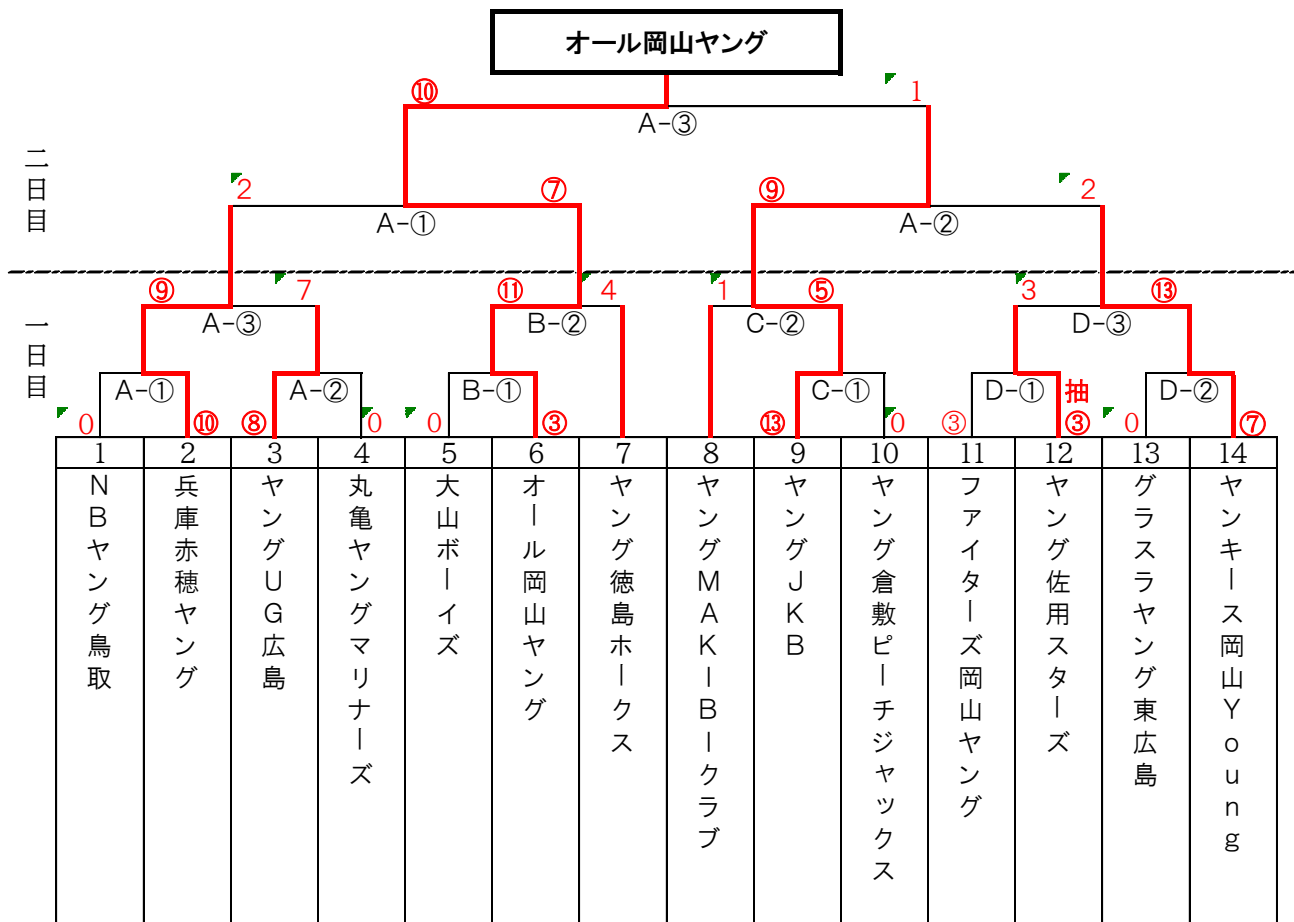 オール岡山ヤング
⑩ 1
A-③
二日目
2 ⑦ ⑨ 2
A-① A-②
一日目
⑨ 7 ⑪ 4 1 ⑤ 3 ⑬
A-③ B-② C-② D-③
A-① A-② B-① C-① D-① 抽 D-②
0 ⑩ ⑧ 0 0 ③ ⑬ 0 ③ ③ 0 ⑦
1 2 3 4 5 6 7 8 9 10 11 12 13 14
NBヤング鳥取
兵庫赤穂ヤング
ヤングUG広島
丸亀ヤングマリナーズ
大山ボーイズ
オール岡山ヤング
ヤング徳島ホークス
ヤングMAKIBIクラブ
ヤングJKB
ヤング倉敷ピーチジャックス
ファイターズ岡山ヤング
ヤング佐用スターズ
グラスラヤング東広島
ヤンキース岡山Young